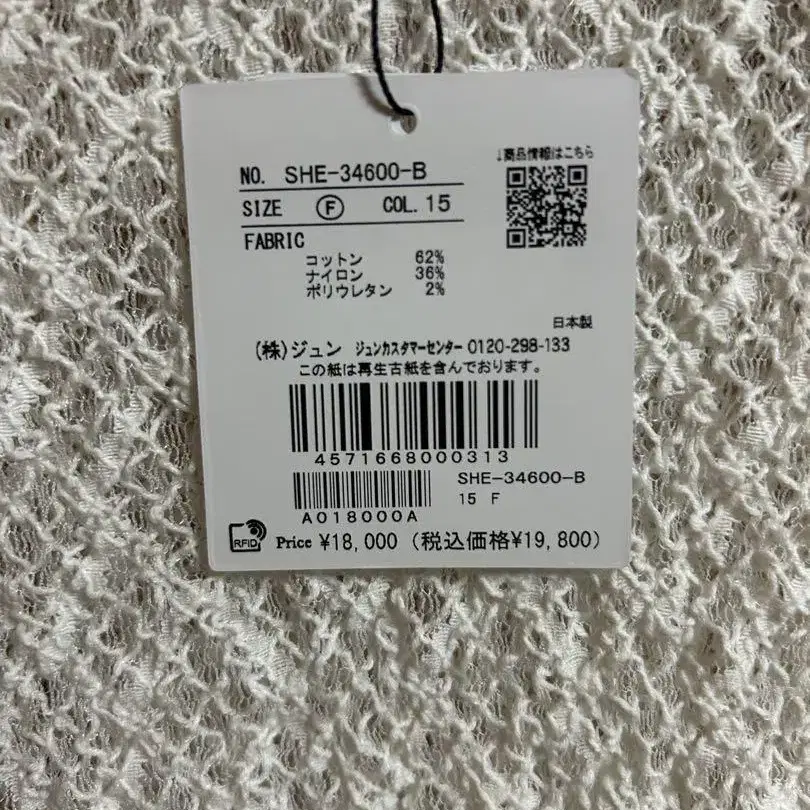 NO. SHE-34600-B
↓商品情報はこちら
SIZE Ⓕ COL. 15
FABRIC
コットン 62%
ナイロン 36%
ポリウレタン 2%
日本製
(株)ジュン ジュンカスタマーセンター 0120-298-133
この紙は再生古紙を含んでおります。
4571668000313
SHE-34600-B
15 F
A018000A
RFID Price ¥18,000 (税込価格¥19,800)